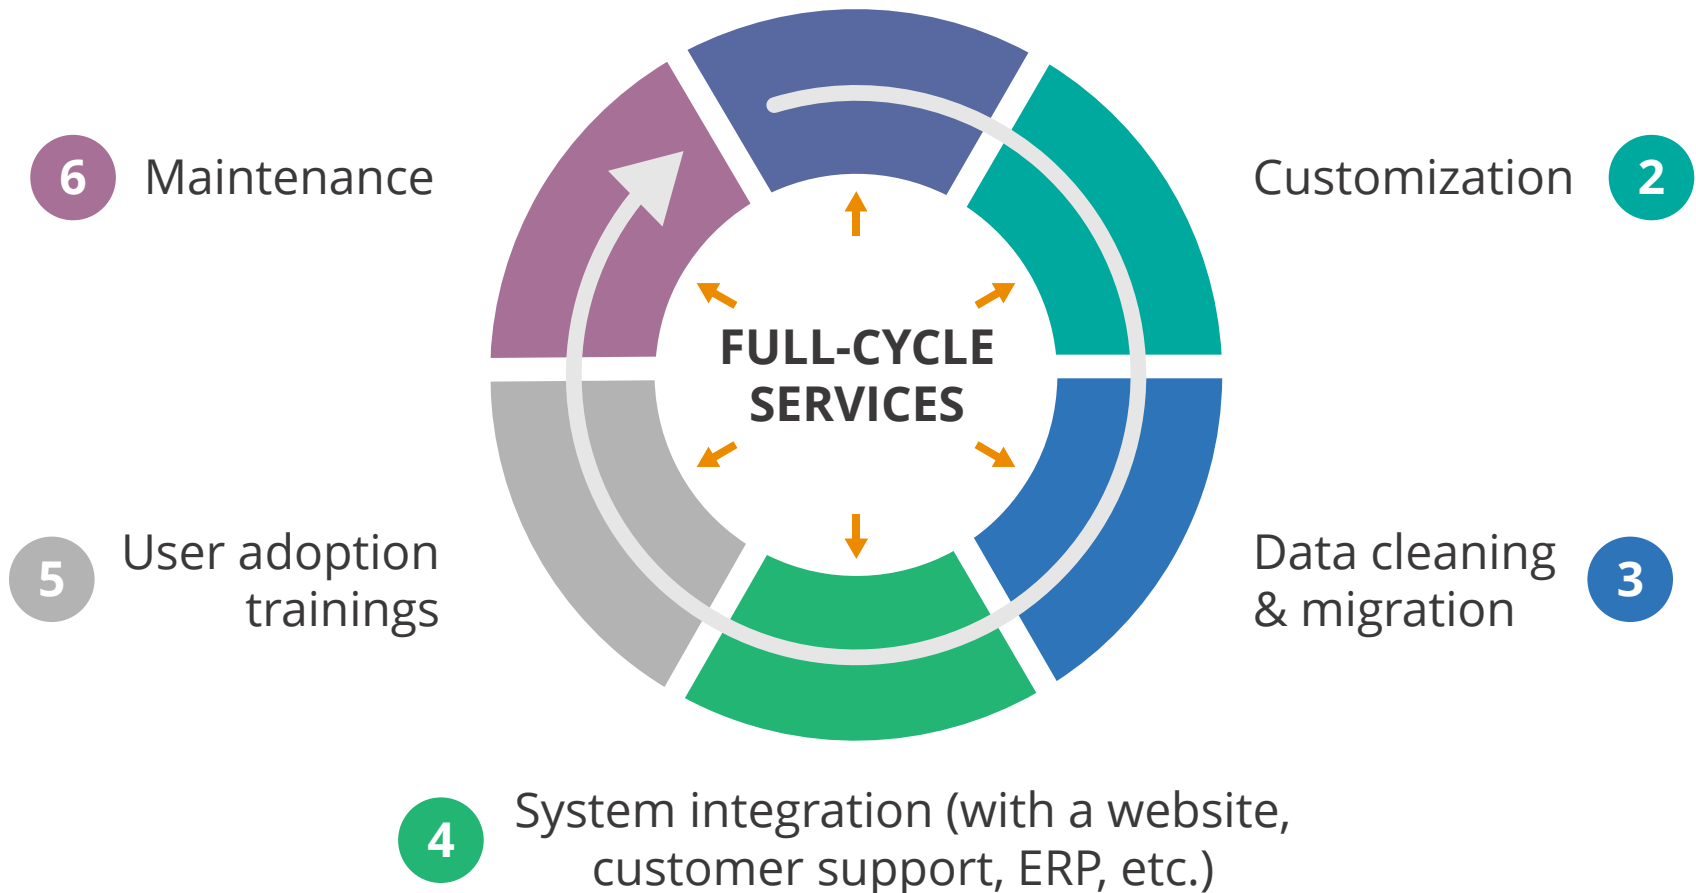 6 Maintenance
Customization 2
FULL-CYCLE
SERVICES
5 User adoption
trainings
Data cleaning 3
& migration
4 System integration (with a website,
customer support, ERP, etc.)